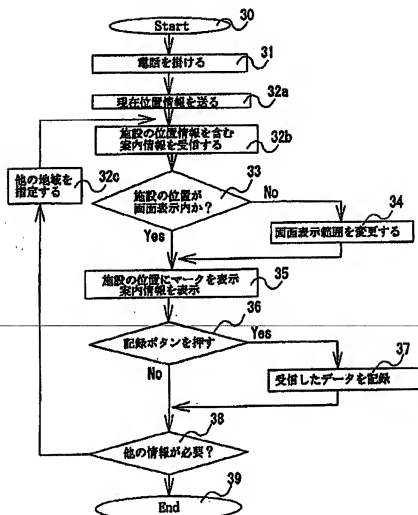 30
Start
31
電話を掛ける
32a
現在位置情報を送る
32b
施設の位置情報を含む
案内情報を受信する
他の地域を
指定する
32c
33
施設の位置が
画面表示内か?
No
34
Yes
画面表示範囲を変更する
35
施設の位置にマークを表示
案内情報を表示
36
記録ボタンを押す
Yes
37
No
受信したデータを記録
38
他の情報が必要?
39
End